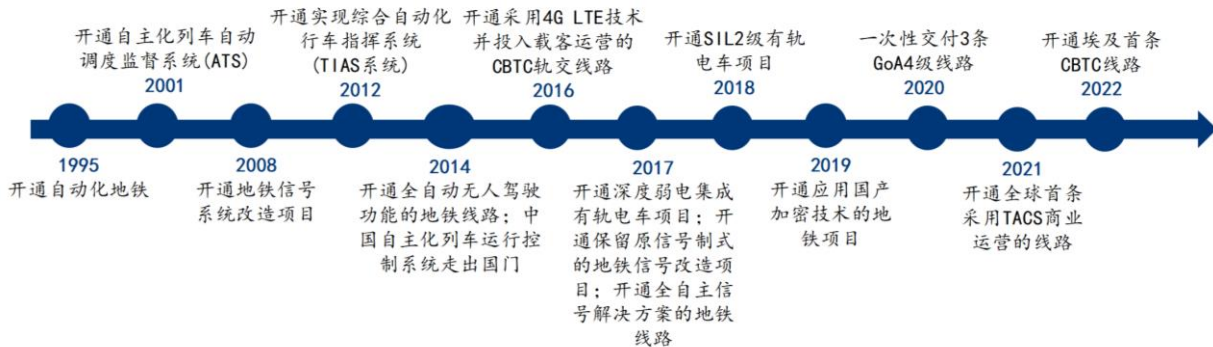 开通自主化列车自动
调度监督系统(ATS)
2001
开通实现综合自动化
行车指挥系统
(TIAS系统)
2012
开通采用4G LTE技术
并投入载客运营的
CBTC轨交线路
2016
开通SIL2级有轨
电车项目
2018
一次性交付3条
GoA4级线路
2020
开通埃及首条
CBTC线路
2022
1995
开通自动化地铁
2008
开通地铁信号
系统改造项目
2014
开通全自动无人驾驶
功能的地铁线路；中
国自主化列车运行控
制系统走出国门
2017
开通深度弱电集成
有轨电车项目；开
通保留原信号制式
的地铁信号改造项
目；开通全自主信
号解决方案的地铁
线路
2019
开通应用国产
加密技术的地
铁项目
2021
开通全球首条
采用TACS商业
运营的线路